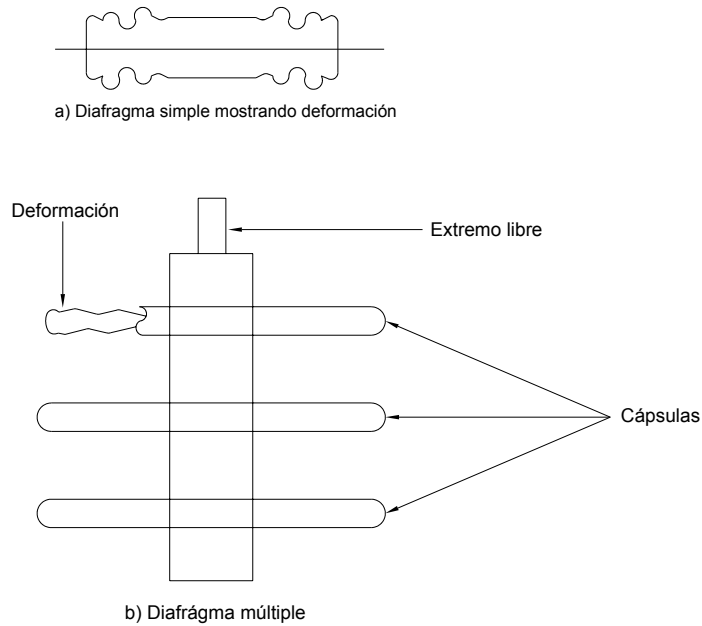 a) Diafragma simple mostrando deformación
Deformación
Extremo libre
Cápsulas
b) Diafrágma múltiple